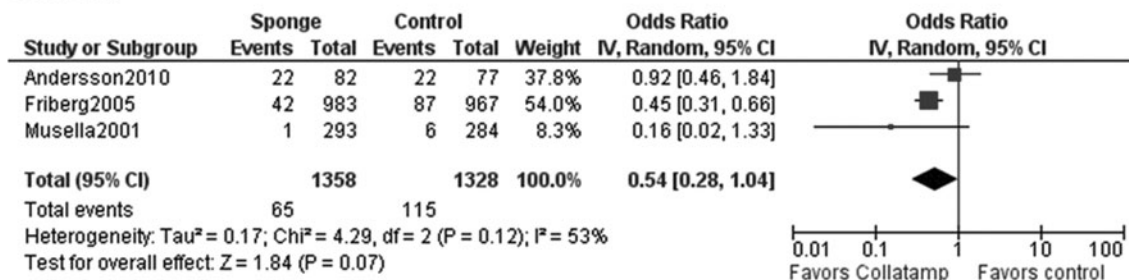 Sponge Control Odds Ratio Odds Ratio
Study or Subgroup Events Total Events Total Weight IV, Random, 95% CI IV, Random, 95% CI
Andersson2010 22 82 22 77 37.8% 0.92 [0.46, 1.84]
Friberg2005 42 983 87 967 54.0% 0.45 [0.31, 0.66]
Musella2001 1 293 6 284 8.3% 0.16 [0.02, 1.33]
Total (95% CI) 1358 1328 100.0% 0.54 [0.28, 1.04]
Total events 65 115
Heterogeneity: Tau² = 0.17; Chi² = 4.29, df = 2 (P = 0.12); I² = 53%
Test for overall effect: Z = 1.84 (P = 0.07)
0.01 0.1 1 10 100
Favors Collatamp Favors control